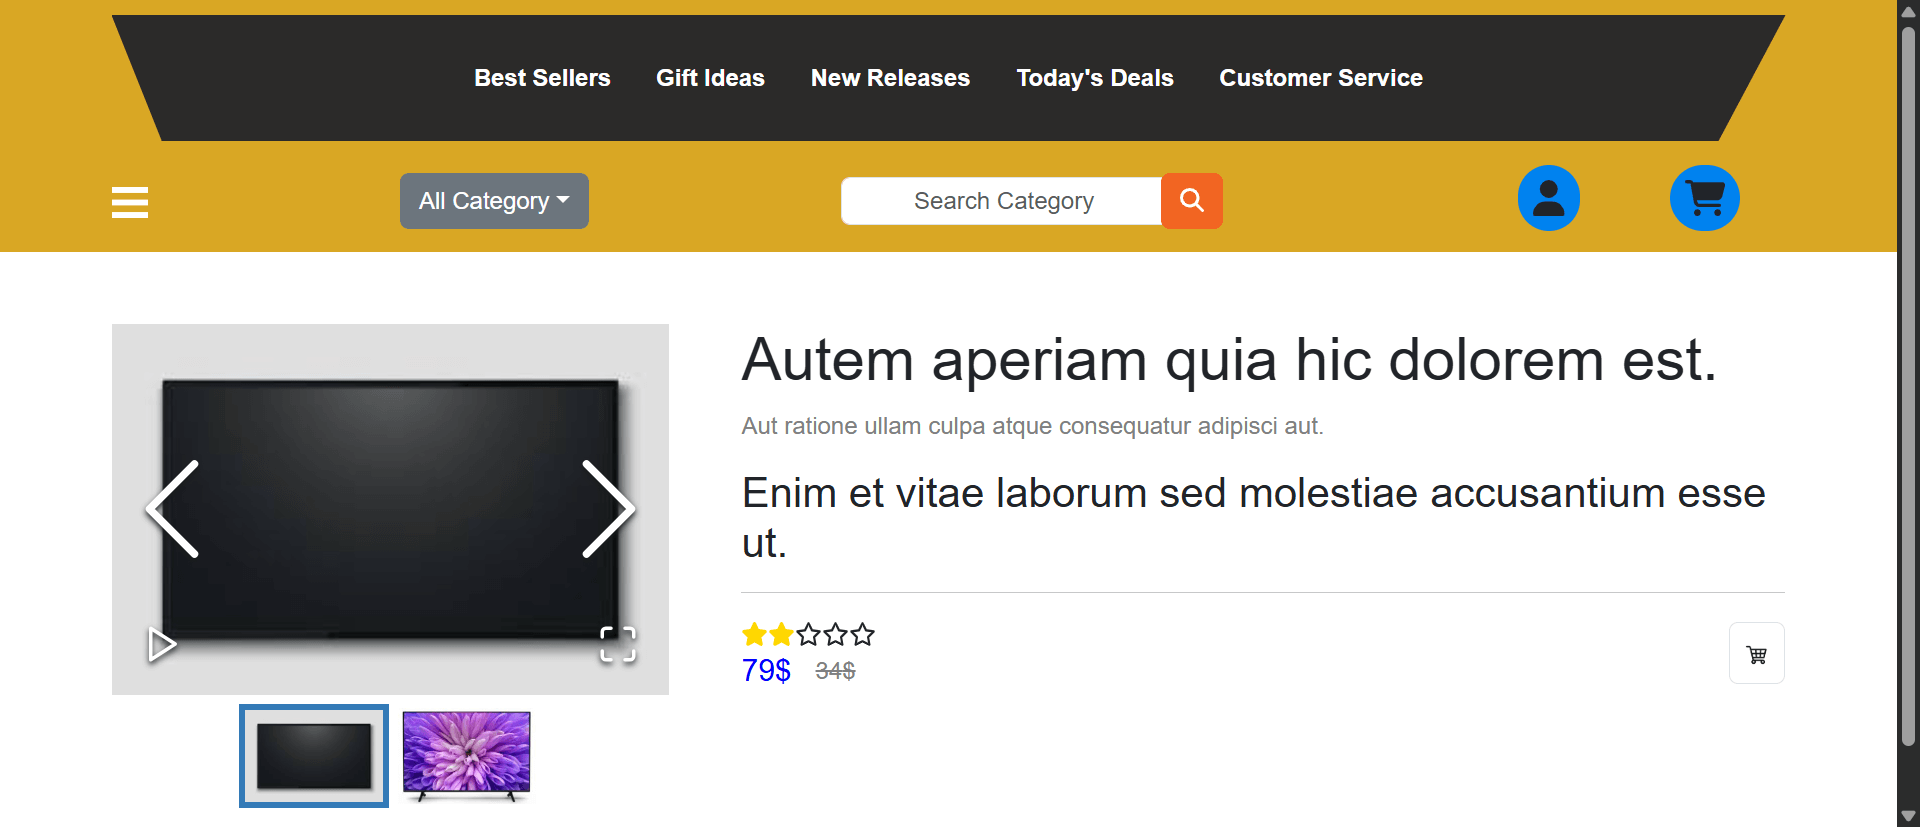 Best Sellers Gift Ideas New Releases Today's Deals Customer Service
All Category Search Category
Autem aperiam quia hic dolorem est.
Aut ratione ullam culpa atque consequatur adipisci aut.
Enim et vitae laborum sed molestiae accusantium esse
ut.
79$ 34$